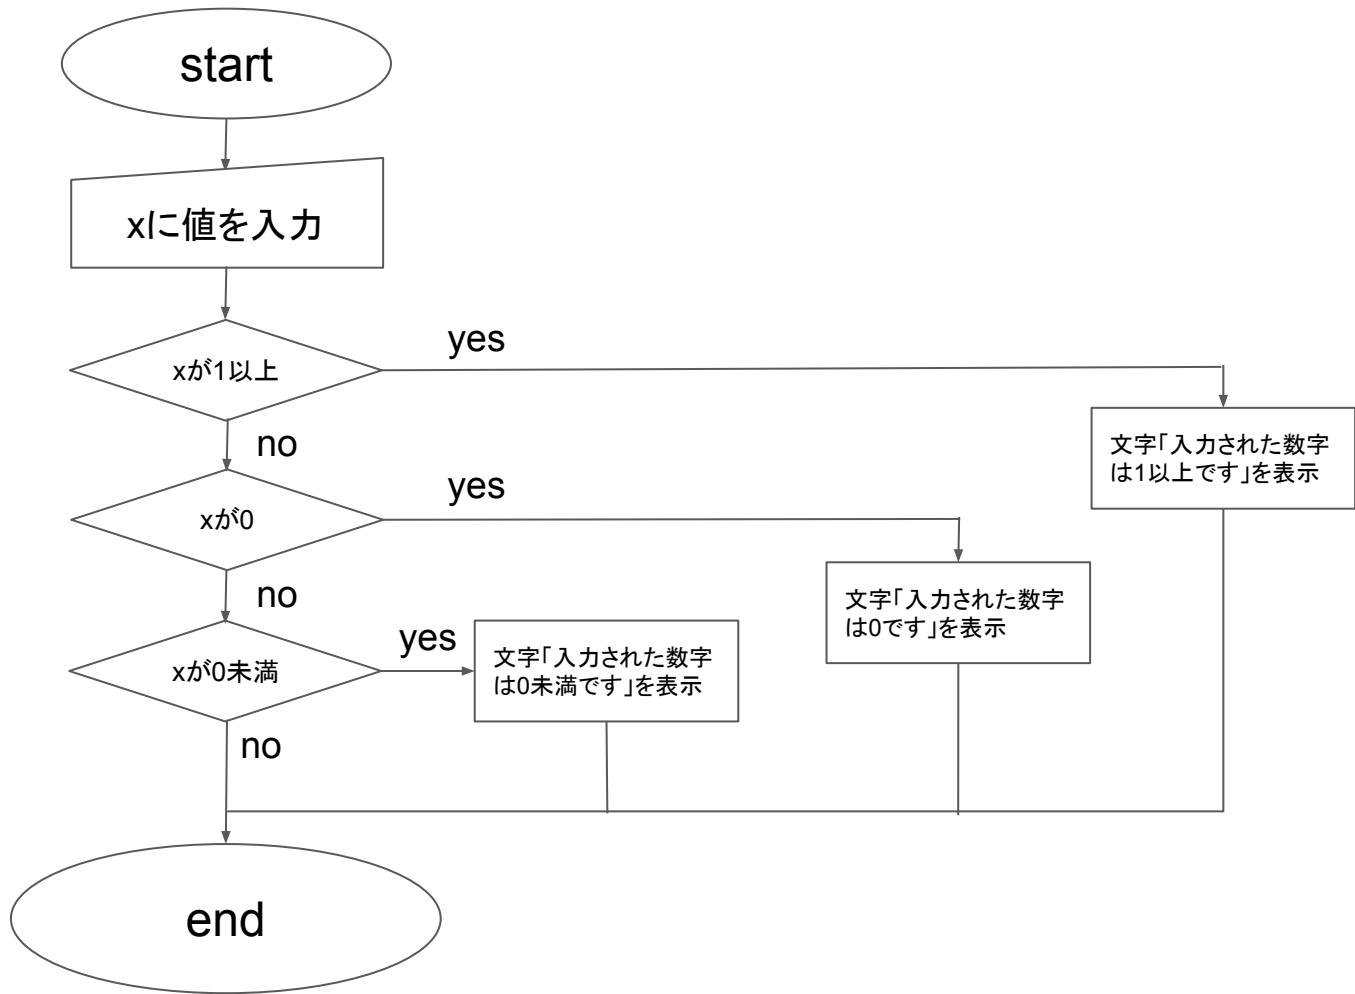 start
xに値を入力
xが1以上
yes
文字「入力された数字
は1以上です」を表示
no
xが0
yes
文字「入力された数字
は0です」を表示
no
xが0未満
yes
文字「入力された数字
は0未満です」を表示
no
end